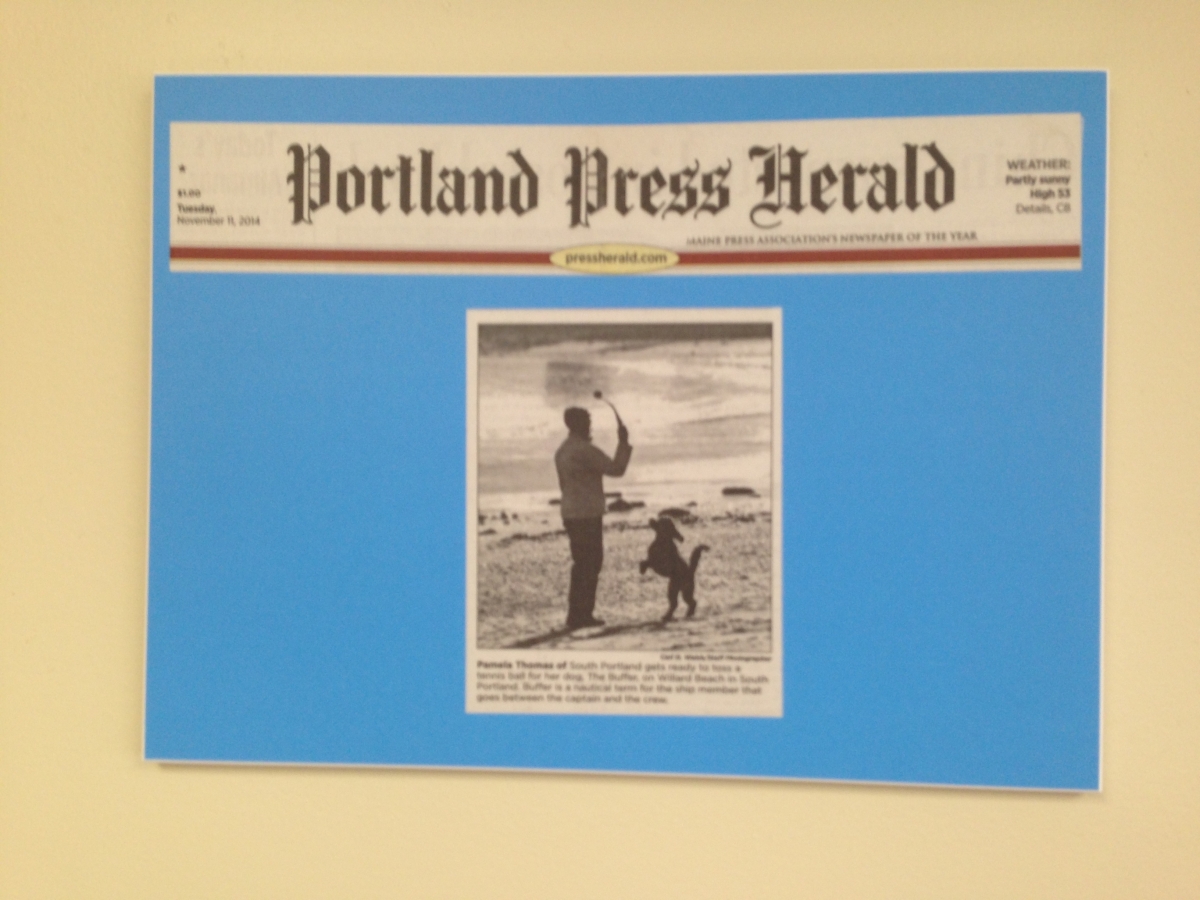 Portland Press Herald
$1.00
Tuesday,
November 11, 2014
WEATHER:
Partly sunny
High 53
Details, C8
MAINE PRESS ASSOCIATION'S NEWSPAPER OF THE YEAR
pressherald.com
Staff Photographer
Pamela Thomas of South Portland gets ready to toss a
tennis ball for her dog, The Buffer, on Willard Beach in South
Portland. Buffer is a nautical term for the ship member that
goes between the captain and the crew.